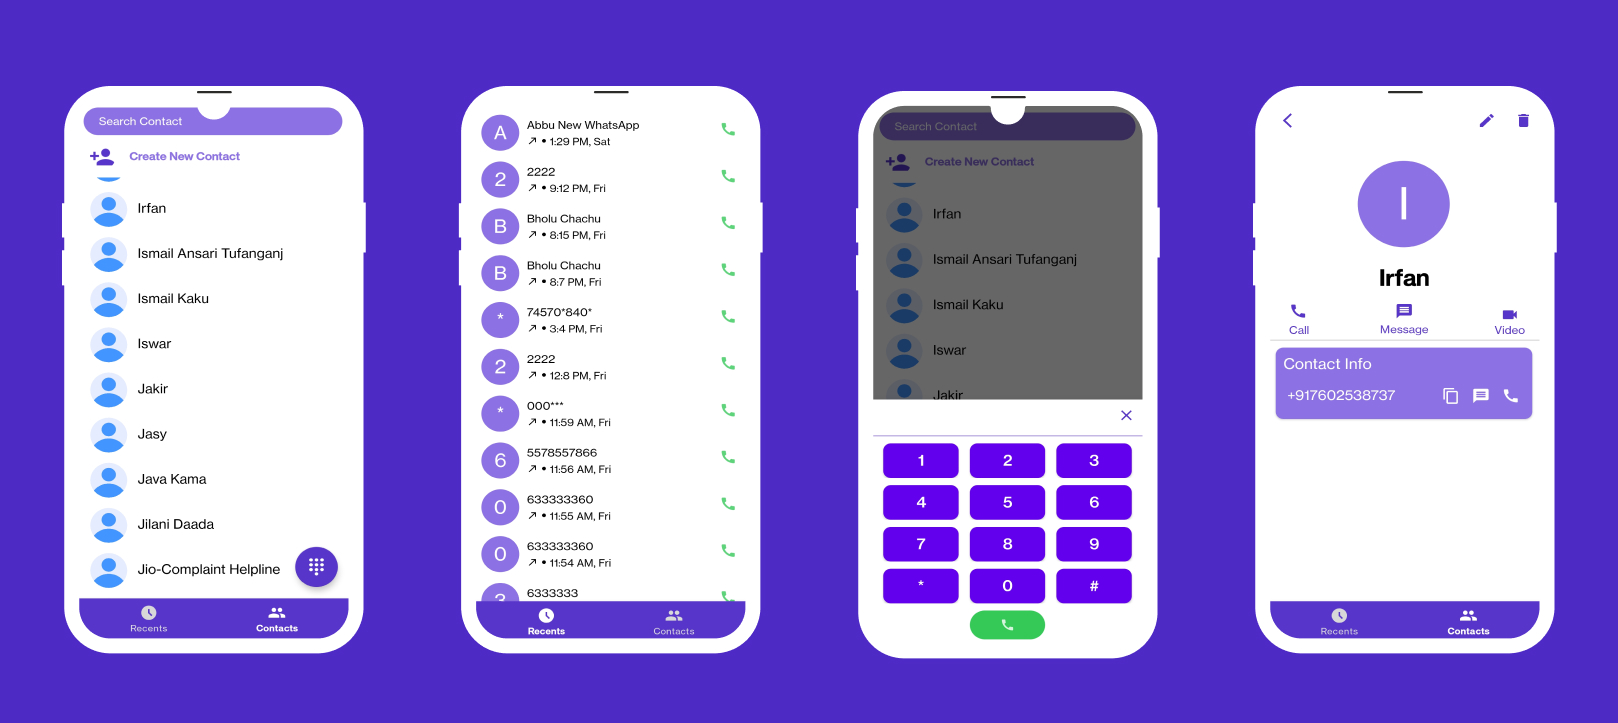 Search Contact
Create New Contact
Irfan
Ismail Ansari Tufanganj
Ismail Kaku
Iswar
Jakir
Jasy
Java Kama
Jilani Daada
Jio-Complaint Helpline
Recents
Contacts
A
Abbu New WhatsApp
↗ • 1:29 PM, Sat
2
2222
↗ • 9:12 PM, Fri
B
Bholu Chachu
↗ • 8:15 PM, Fri
B
Bholu Chachu
↗ • 8:7 PM, Fri
*
74570*840*
↗ • 3:4 PM, Fri
2
2222
↗ • 12:8 PM, Fri
*
000***
↗ • 11:59 AM, Fri
6
5578557866
↗ • 11:56 AM, Fri
0
633333360
↗ • 11:55 AM, Fri
0
633333360
↗ • 11:54 AM, Fri
3
6333333
Recents
Contacts
Search Contact
Create New Contact
Irfan
Ismail Ansari Tufanganj
Ismail Kaku
Iswar
Jakir
1 2 3
4 5 6
7 8 9
* 0 #
I
Irfan
Call Message Video
Contact Info
+917602538737
Recents
Contacts